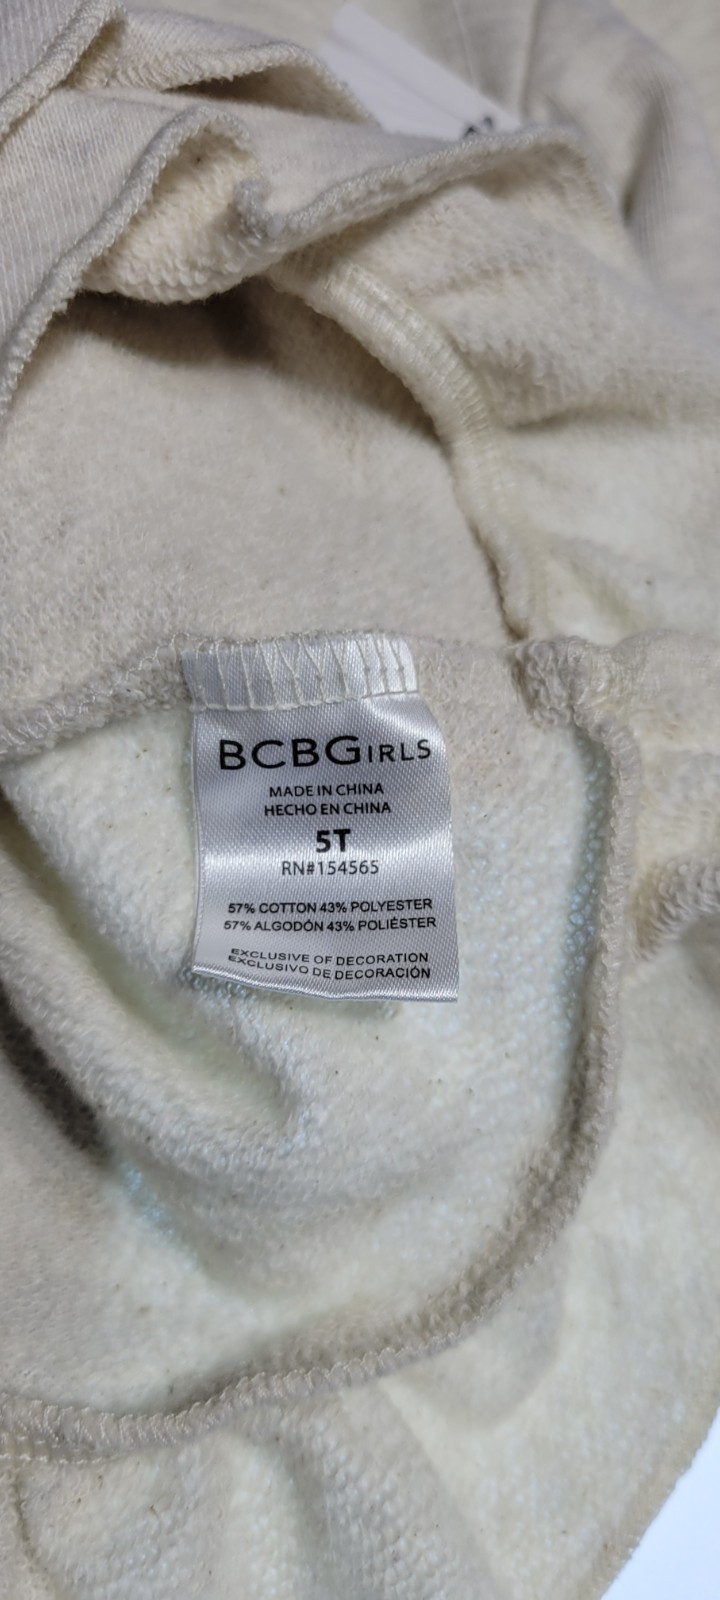 BCBGIRLS
MADE IN CHINA
HECHO EN CHINA
5T
RN#154565
57% COTTON 43% POLYESTER
57% ALGODÓN 43% POLIÉSTER
EXCLUSIVE OF DECORATION
EXCLUSIVO DE DECORACIÓN